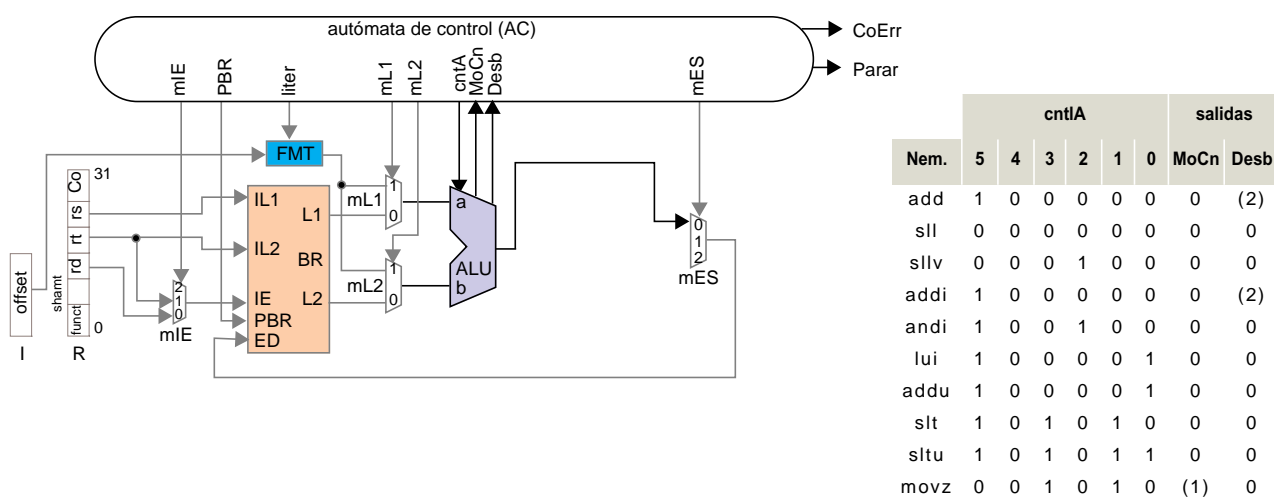 autómata de control (AC)
CoErr
Parar
mIE
PBR
liter
mL1
mL2
cntA
MoCn
Desb
mES
FMT
31
Co
rs
rt
rd
shamt
funct
0
offset
I
R
2
1
0
mIE
IL1
L1
IL2
BR
IE
L2
PBR
ED
1
mL1
0
1
mL2
0
a
ALU
b
0
1
2
mES
cntlA salidas
Nem. 5 4 3 2 1 0 MoCn Desb
add 1 0 0 0 0 0 0 (2)
sll 0 0 0 0 0 0 0 0
sllv 0 0 0 1 0 0 0 0
addi 1 0 0 0 0 0 0 (2)
andi 1 0 0 1 0 0 0 0
lui 1 0 0 0 0 1 0 0
addu 1 0 0 0 0 1 0 0
slt 1 0 1 0 1 0 0 0
sltu 1 0 1 0 1 1 0 0
movz 0 0 1 0 1 0 (1) 0